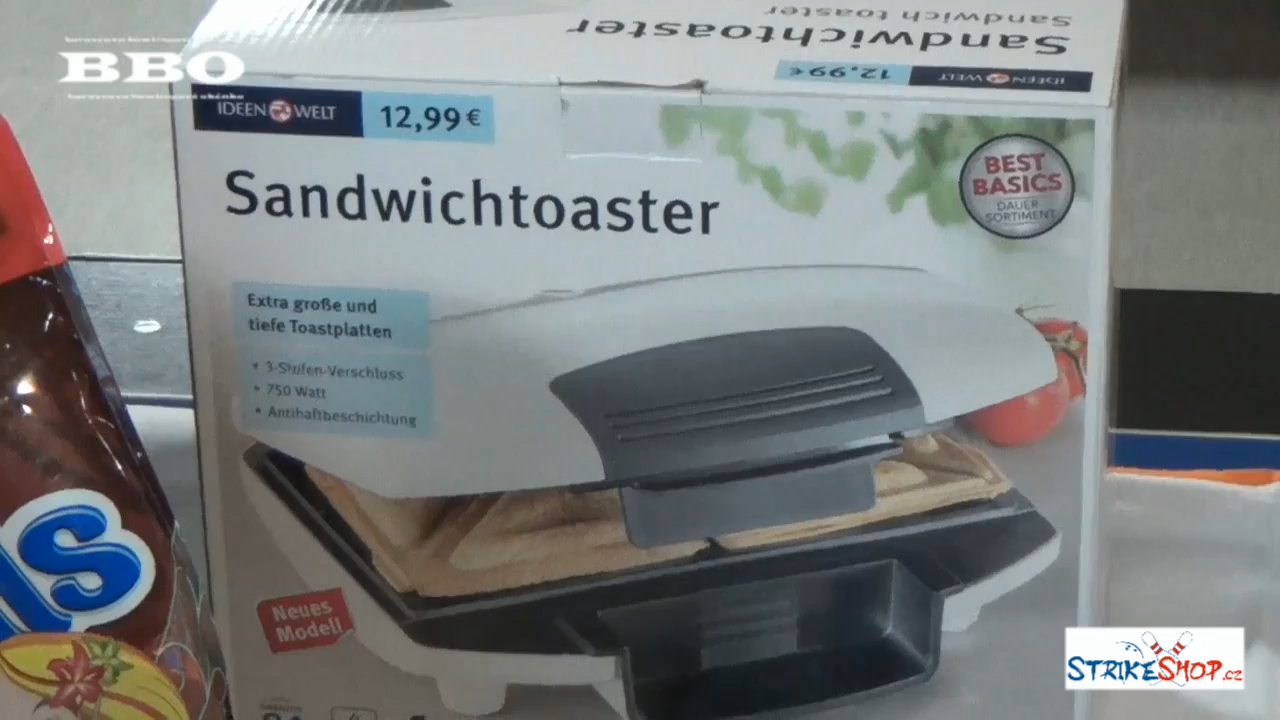 BBO
Sandwich toaster
Sandwichtoaster
12,99€
IDEEN WELT
IDEEN WELT
12,99€
Sandwichtoaster
BEST
BASICS
DAUER
SORTIMENT
Extra große und
tiefe Toastplatten
• 3-Stufen-Verschluss
• 750 Watt
• Antihaftbeschichtung
Neues
Modell
STRIKESHOP.CZ